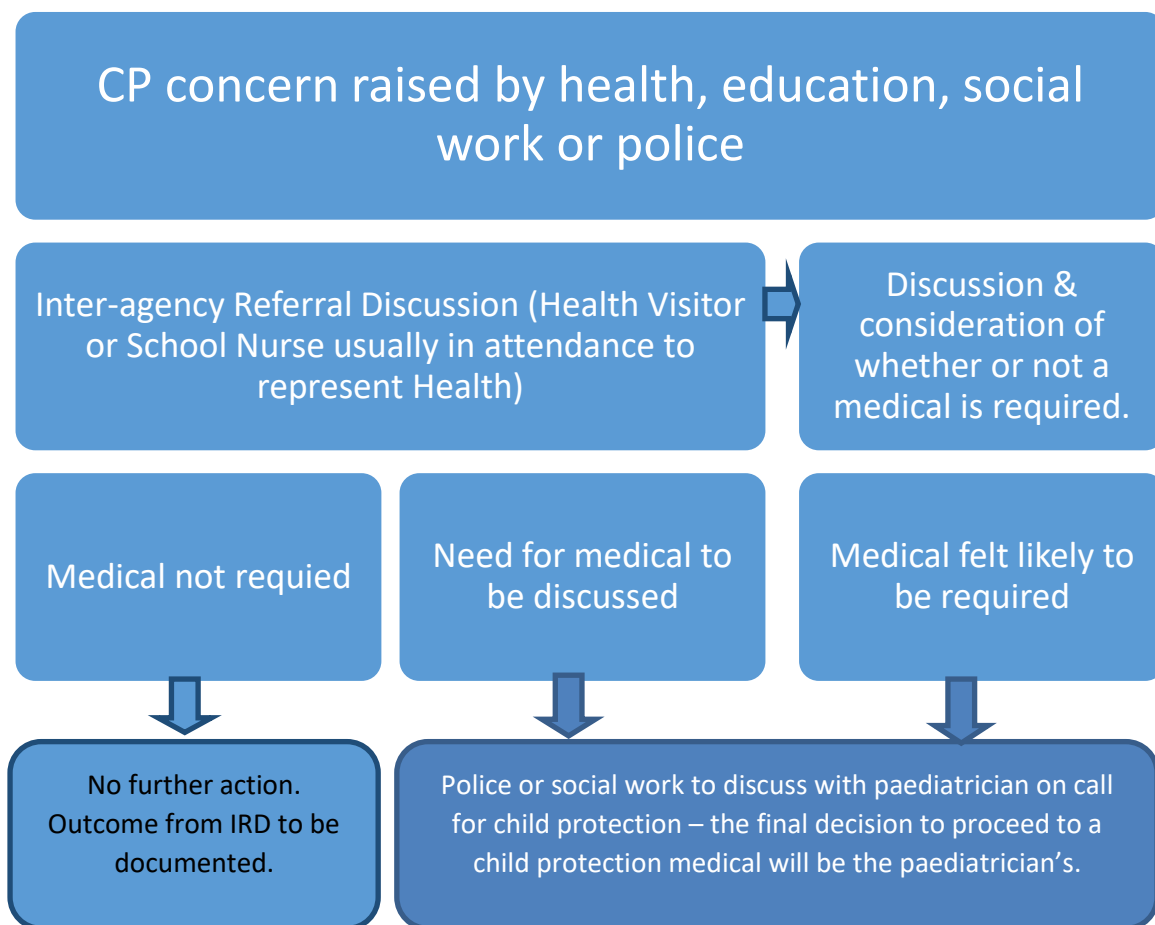 CP concern raised by health, education, social
work or police
Inter-agency Referral Discussion (Health Visitor
or School Nurse usually in attendance to
represent Health)
Discussion &
consideration of
whether or not a
medical is required.
Medical not requied
Need for medical to
be discussed
Medical felt likely to
be required
No further action.
Outcome from IRD to be
documented.
Police or social work to discuss with paediatrician on call
for child protection – the final decision to proceed to a
child protection medical will be the paediatrician’s.